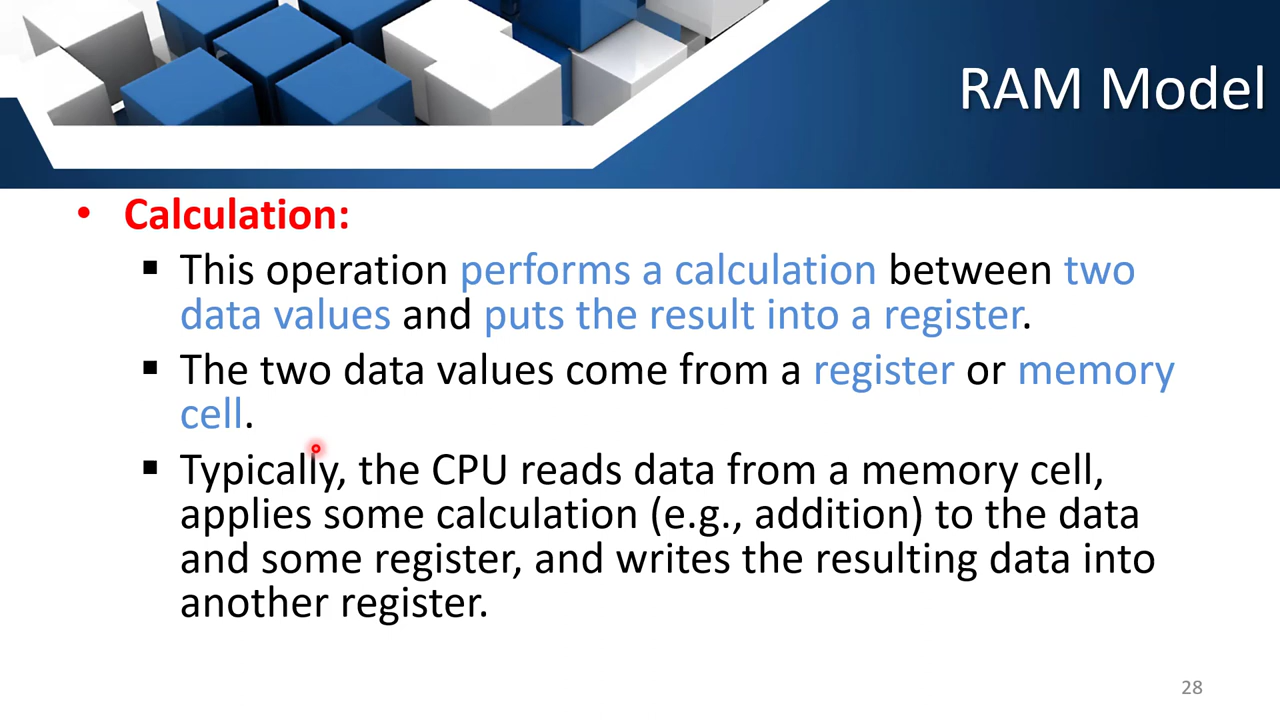 RAM Model
• Calculation:
▪ This operation performs a calculation between two
data values and puts the result into a register.
▪ The two data values come from a register or memory
cell.
▪ Typically, the CPU reads data from a memory cell,
applies some calculation (e.g., addition) to the data
and some register, and writes the resulting data into
another register.
28